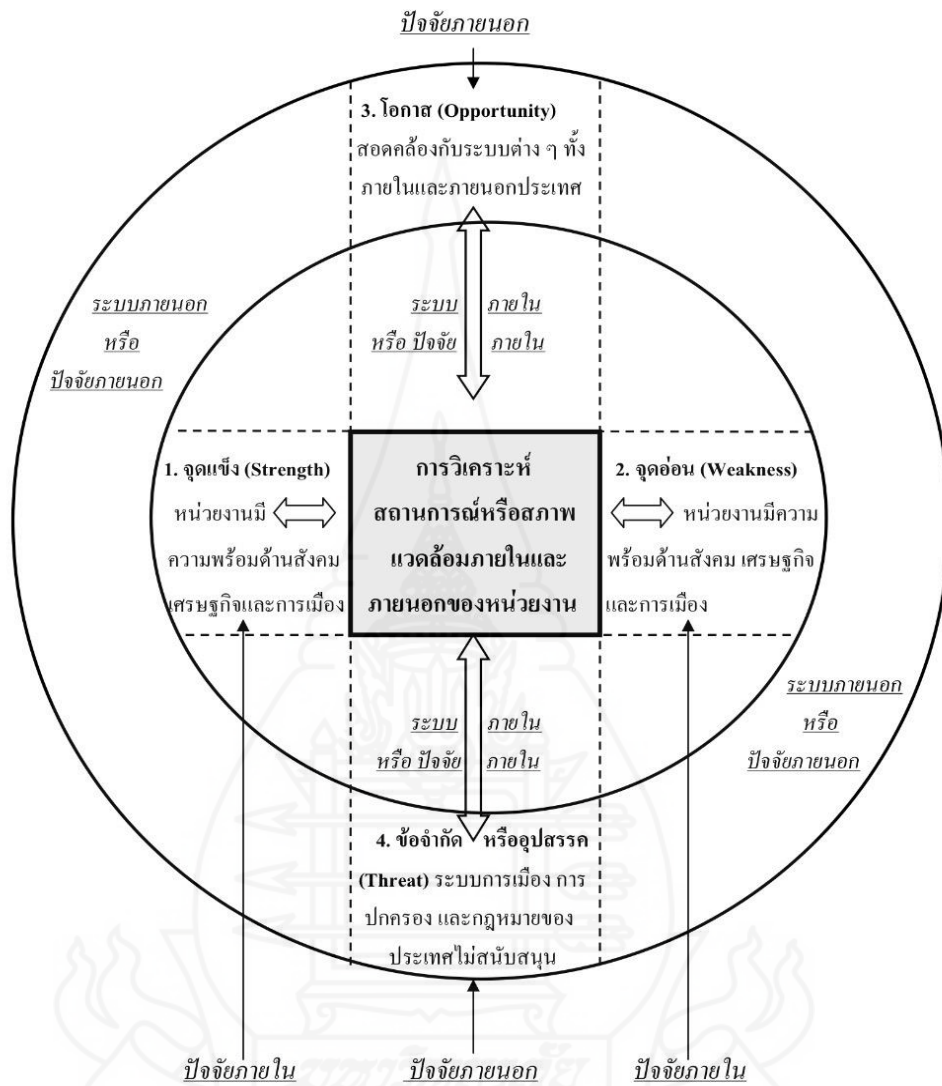 ปัจจัยภายนอก
3. โอกาส (Opportunity)
สอดคล้องกับระบบต่าง ๆ ทั้ง
ภายในและภายนอกประเทศ
ระบบภายนอก
หรือ
ปัจจัยภายนอก
ระบบ ภายใน
หรือ ปัจจัย ภายใน
1. จุดแข็ง (Strength)
หน่วยงานมี
ความพร้อมด้านสังคม
เศรษฐกิจและการเมือง
การวิเคราะห์
สถานการณ์หรือสภาพ
แวดล้อมภายในและ
ภายนอกของหน่วยงาน
2. จุดอ่อน (Weakness)
หน่วยงานมีความ
พร้อมด้านสังคม เศรษฐกิจ
และการเมือง
ระบบ ภายใน
หรือ ปัจจัย ภายใน
ระบบภายนอก
หรือ
ปัจจัยภายนอก
4. ข้อจำกัด หรืออุปสรรค
(Threat) ระบบการเมือง การ
ปกครอง และกฎหมายของ
ประเทศไม่สนับสนุน
ปัจจัยภายใน
ปัจจัยภายนอก
ปัจจัยภายใน